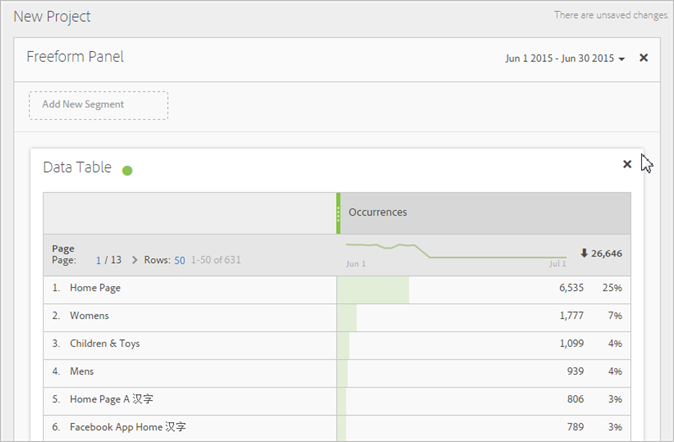 New Project There are unsaved changes.
Freeform Panel Jun 1 2015 - Jun 30 2015
Add New Segment
Data Table
Occurrences
Page
Page: 1 / 13 Rows: 50 1-50 of 631 26,646
Jun 1 Jul 1
1. Home Page 6,535 25%
2. Womens 1,777 7%
3. Children & Toys 1,099 4%
4. Mens 939 4%
5. Home Page A 汉字 806 3%
6. Facebook App Home 汉字 789 3%